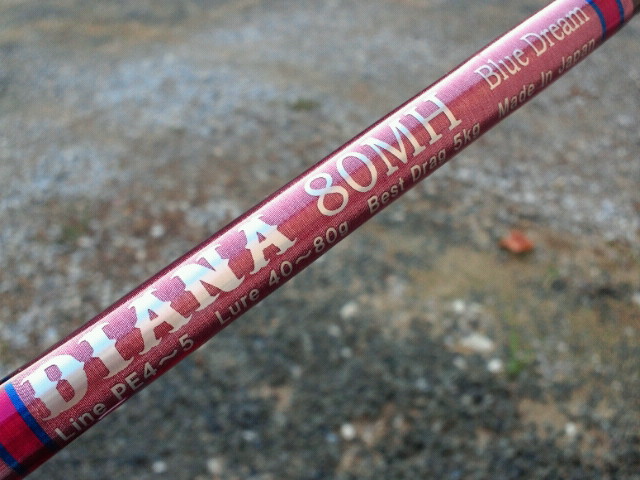 DIANA 80MH Blue Dream
Line PE4～5 Lure 40～80g Best Drag 5kg Made In Japan